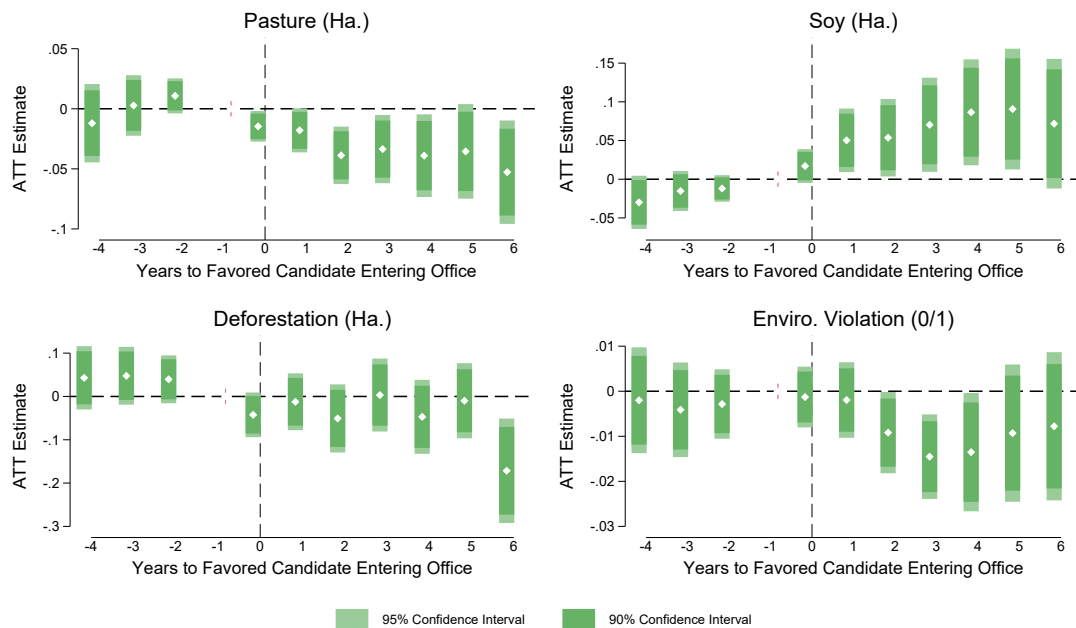 Pasture (Ha.)
.05
0
-.05
-.1
ATT Estimate
-4 -3 -2 -1 0 1 2 3 4 5 6
Years to Favored Candidate Entering Office
Soy (Ha.)
.15
.1
.05
0
-.05
ATT Estimate
-4 -3 -2 -1 0 1 2 3 4 5 6
Years to Favored Candidate Entering Office
Deforestation (Ha.)
.1
0
-.1
-.2
-.3
ATT Estimate
-4 -3 -2 -1 0 1 2 3 4 5 6
Years to Favored Candidate Entering Office
Enviro. Violation (0/1)
.01
0
-.01
-.02
-.03
ATT Estimate
-4 -3 -2 -1 0 1 2 3 4 5 6
Years to Favored Candidate Entering Office
95% Confidence Interval 90% Confidence Interval